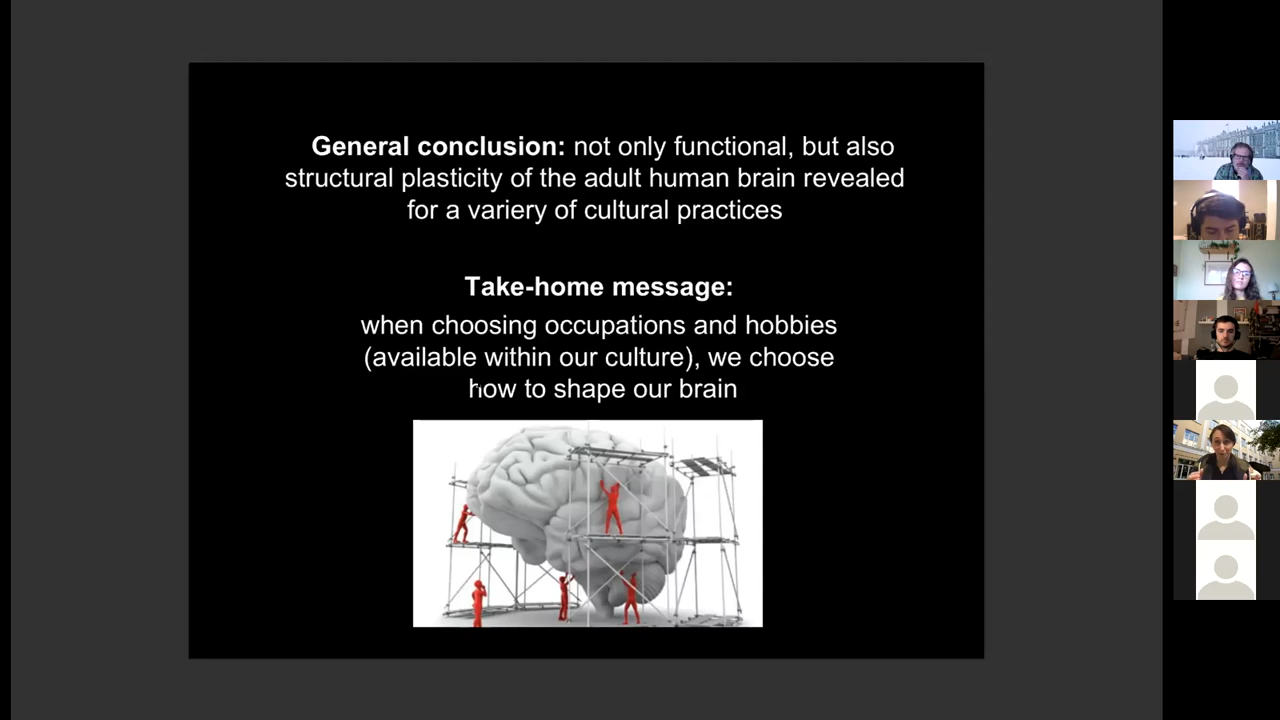 General conclusion: not only functional, but also
structural plasticity of the adult human brain revealed
for a variery of cultural practices
Take-home message:
when choosing occupations and hobbies
(available within our culture), we choose
how to shape our brain